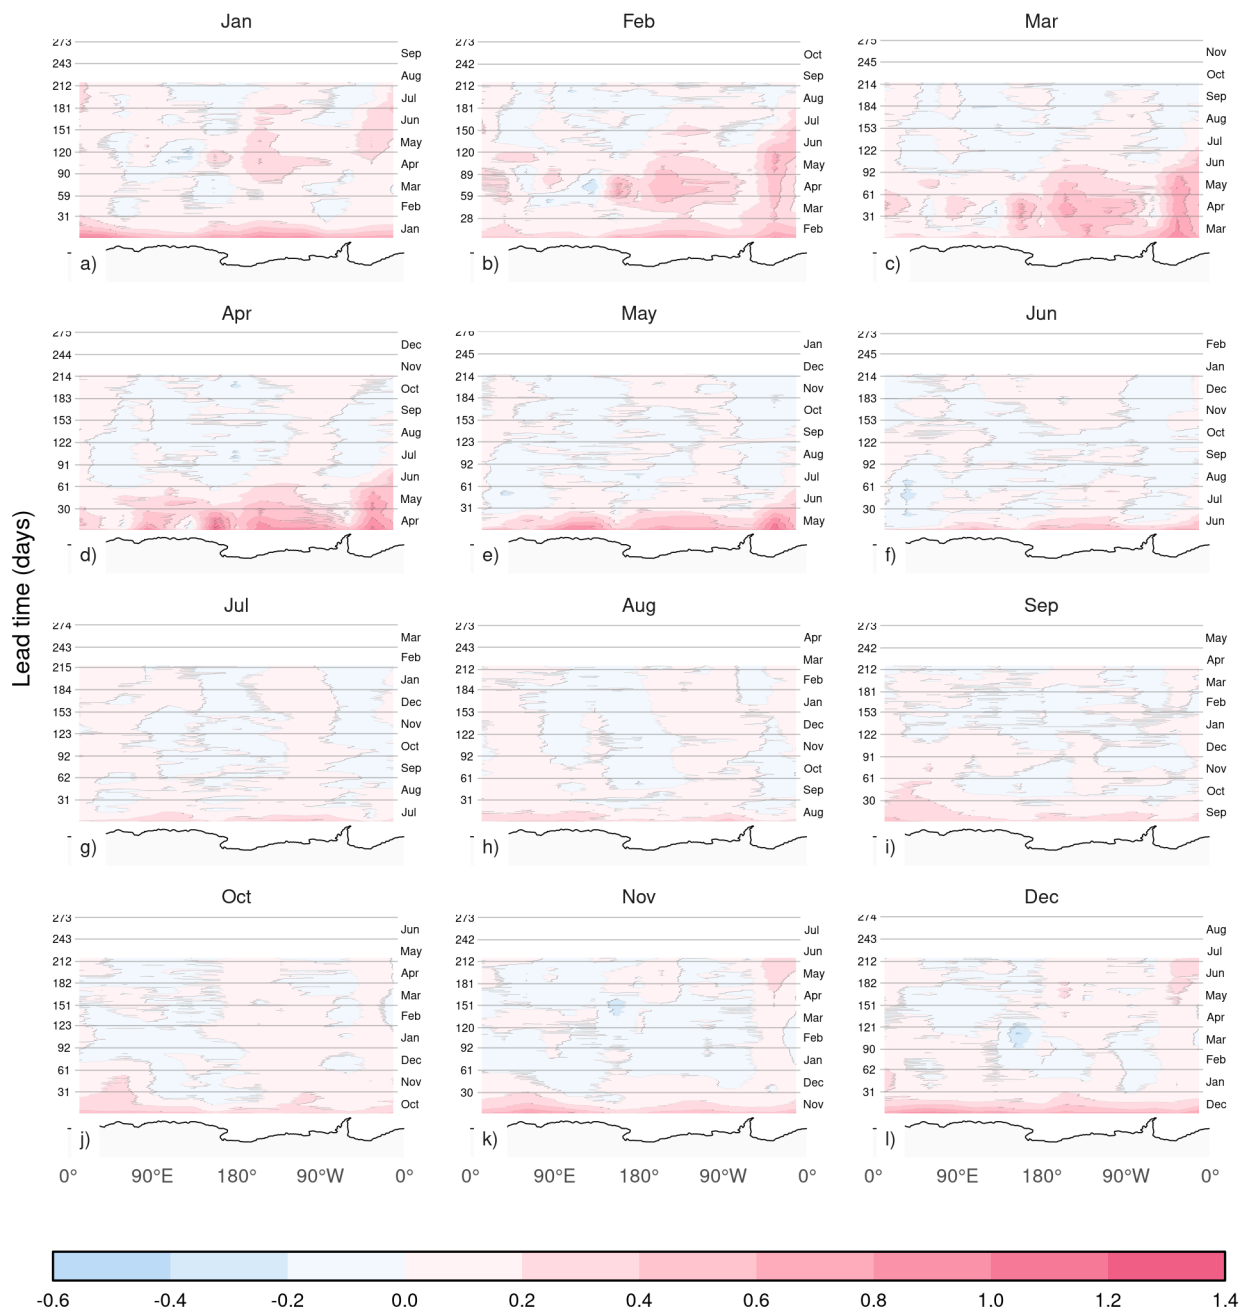 Jan
273
243
212
181
151
120
90
59
31
Sep
Aug
Jul
Jun
May
Apr
Mar
Feb
Jan
a)
Feb
273
242
212
181
150
120
89
59
28
Oct
Sep
Aug
Jul
Jun
May
Apr
Mar
Feb
b)
Mar
275
245
214
184
153
122
92
61
31
Nov
Oct
Sep
Aug
Jul
Jun
May
Apr
Mar
c)
Apr
275
244
214
183
153
122
91
61
30
Dec
Nov
Oct
Sep
Aug
Jul
Jun
May
Apr
d)
May
276
245
214
184
153
123
92
61
31
Jan
Dec
Nov
Oct
Sep
Aug
Jul
Jun
May
e)
Jun
273
245
214
183
153
122
92
61
30
Feb
Jan
Dec
Nov
Oct
Sep
Aug
Jul
Jun
f)
Lead time (days)
Jul
274
243
215
184
153
123
92
62
31
Mar
Feb
Jan
Dec
Nov
Oct
Sep
Aug
Jul
g)
Aug
273
243
212
184
153
122
92
61
31
Apr
Mar
Feb
Jan
Dec
Nov
Oct
Sep
Aug
h)
Sep
273
242
212
181
153
122
91
61
30
May
Apr
Mar
Feb
Jan
Dec
Nov
Oct
Sep
i)
Oct
273
243
212
182
151
123
92
61
31
Jun
May
Apr
Mar
Feb
Jan
Dec
Nov
Oct
j)
Nov
273
242
212
181
151
120
92
61
30
Jul
Jun
May
Apr
Mar
Feb
Jan
Dec
Nov
k)
Dec
274
243
212
182
151
121
90
62
31
Aug
Jul
Jun
May
Apr
Mar
Feb
Jan
Dec
l)
0° 90°E 180° 90°W 0° 90°E 180° 90°W 0° 90°E 180° 90°W 0°
-0.6 -0.4 -0.2 0.0 0.2 0.4 0.6 0.8 1.0 1.2 1.4